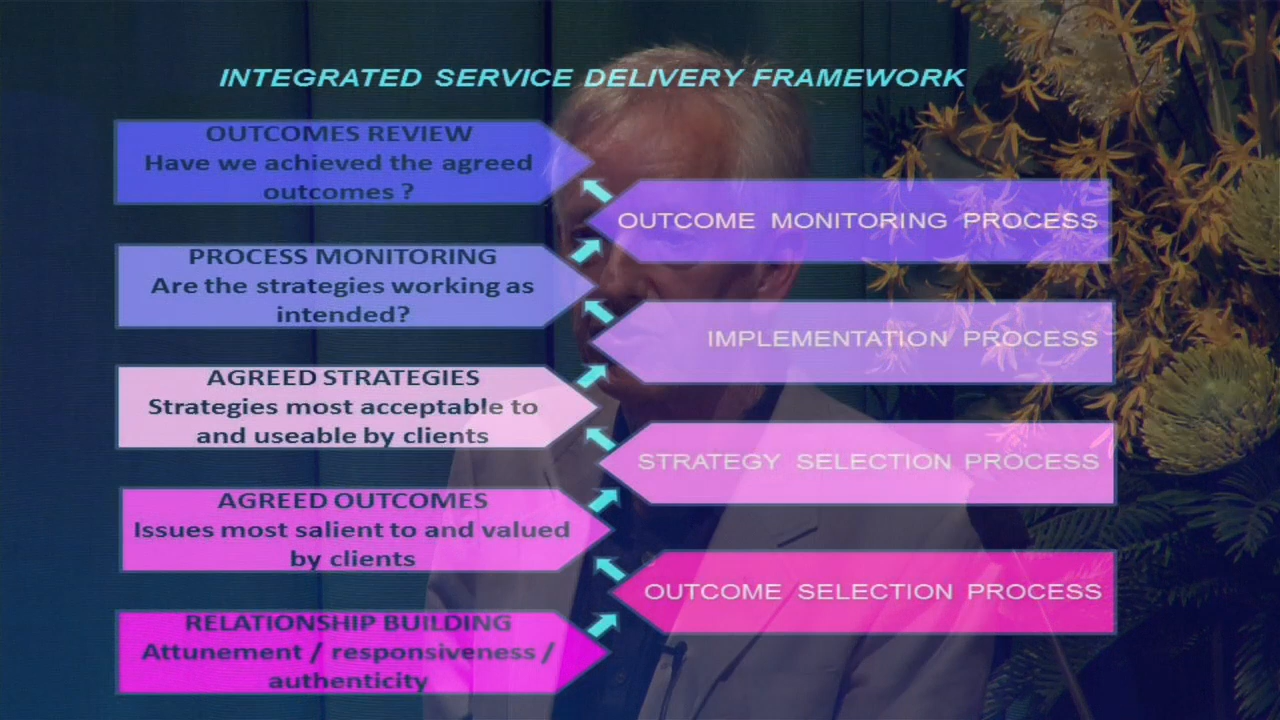 INTEGRATED SERVICE DELIVERY FRAMEWORK
OUTCOMES REVIEW
Have we achieved the agreed
outcomes ?
OUTCOME MONITORING PROCESS
PROCESS MONITORING
Are the strategies working as
intended?
IMPLEMENTATION PROCESS
AGREED STRATEGIES
Strategies most acceptable to
and useable by clients
STRATEGY SELECTION PROCESS
AGREED OUTCOMES
Issues most salient to and valued
by clients
OUTCOME SELECTION PROCESS
RELATIONSHIP BUILDING
Attunement / responsiveness /
authenticity